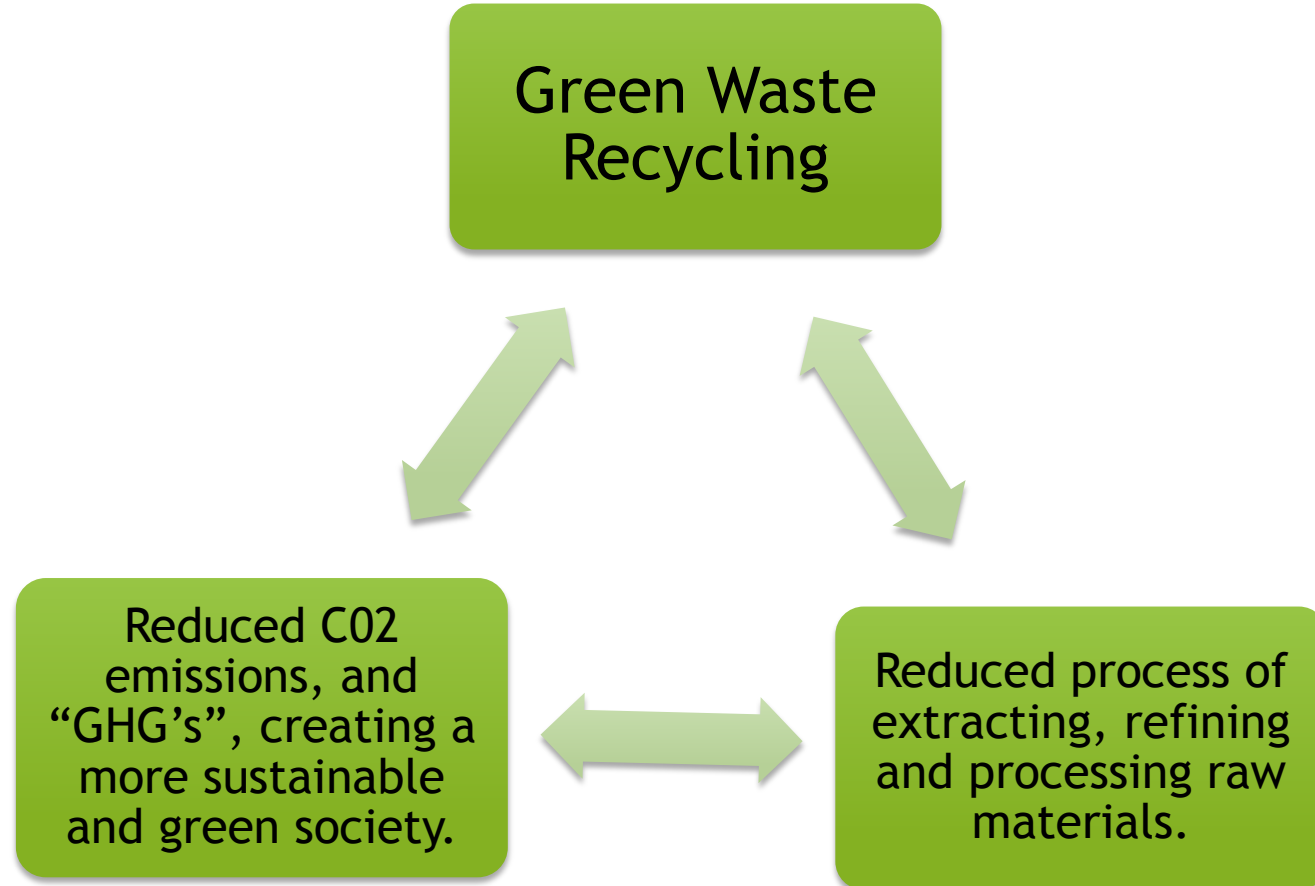 Green Waste
Recycling
Reduced C02
emissions, and
“GHG’s”, creating a
more sustainable
and green society.
Reduced process of
extracting, refining
and processing raw
materials.